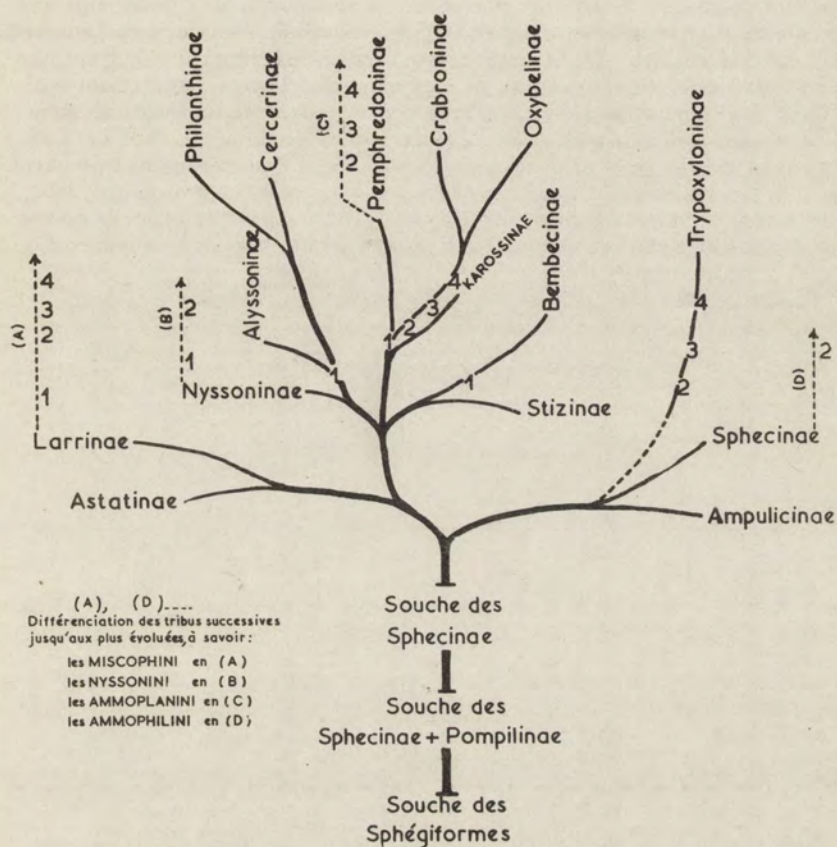 Philanthinae
Cercerinae
(C)
2 3 4
Pemphredoninae
Crabroninae
Oxybelinae
Trypoxyloninae
(A)
1 2 3 4
(B)
1 2
Alyssoninae
1
Nyssoninae
1 2 3 4
KAROSSINAE
Bembecinae
1
Stizinae
2 3 4
(D)
2
Larrinae
Astatinae
Sphecinae
Ampulicinae
(A), (D)....
Différenciation des tribus successives
jusqu'aux plus évoluées, à savoir:
les MISCOPHINI en (A)
les NYSSONINI en (B)
les AMMOPLANINI en (C)
les AMMOPHILINI en (D)
Souche des
Sphecinae
Souche des
Sphecinae + Pompilinae
Souche des
Sphégiformes